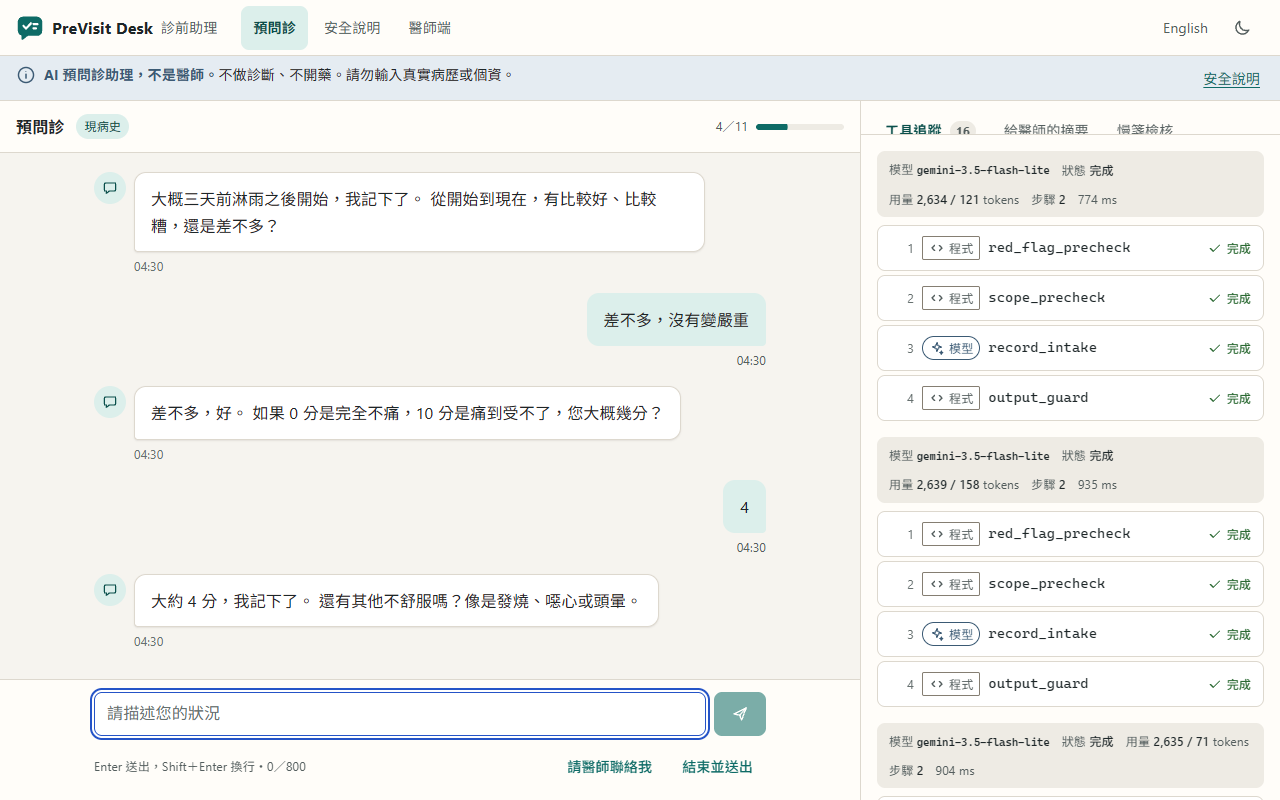 PreVisit Desk 診前助理 預問診 安全說明 醫師端 English
AI 預問診助理，不是醫師。不做診斷、不開藥。請勿輸入真實病歷或個資。 安全說明
預問診 現病史 4／11
大概三天前淋雨之後開始，我記下了。 從開始到現在，有比較好、比較
糟，還是差不多？
04:30
差不多，沒有變嚴重
04:30
差不多，好。 如果 0 分是完全不痛，10 分是痛到受不了，您大概幾分？
04:30
4
04:30
大約 4 分，我記下了。 還有其他不舒服嗎？像是發燒、噁心或頭暈。
04:30
請描述您的狀況
Enter 送出，Shift＋Enter 換行・0／800
請醫師聯絡我 結束並送出
工具追蹤 16 給醫師的摘要 慢箋檢核
模型 gemini-3.5-flash-lite 狀態 完成
用量 2,634 / 121 tokens 步驟 2 774 ms
1 程式 red_flag_precheck 完成
2 程式 scope_precheck 完成
3 模型 record_intake 完成
4 程式 output_guard 完成
模型 gemini-3.5-flash-lite 狀態 完成
用量 2,639 / 158 tokens 步驟 2 935 ms
1 程式 red_flag_precheck 完成
2 程式 scope_precheck 完成
3 模型 record_intake 完成
4 程式 output_guard 完成
模型 gemini-3.5-flash-lite 狀態 完成 用量 2,635 / 71 tokens
步驟 2 904 ms